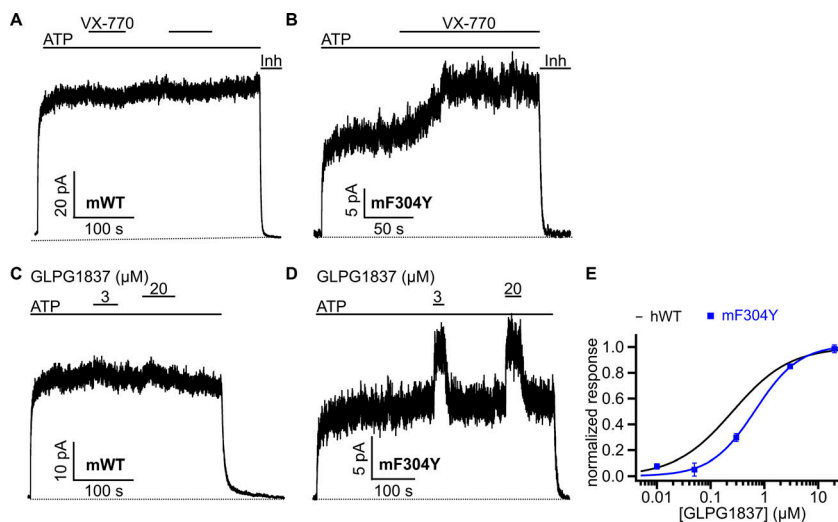 A
VX-770
ATP
Inh
20 pA
mWT
100 s
B
VX-770
ATP
Inh
5 pA
mF304Y
50 s
C
GLPG1837 (μM)
3
20
ATP
10 pA
mWT
100 s
D
GLPG1837 (μM)
3
20
ATP
5 pA
mF304Y
100 s
E
hWT
mF304Y
normalized response
1.0
0.8
0.6
0.4
0.2
0.0
0.01
0.1
1
10
[GLPG1837] (μM)